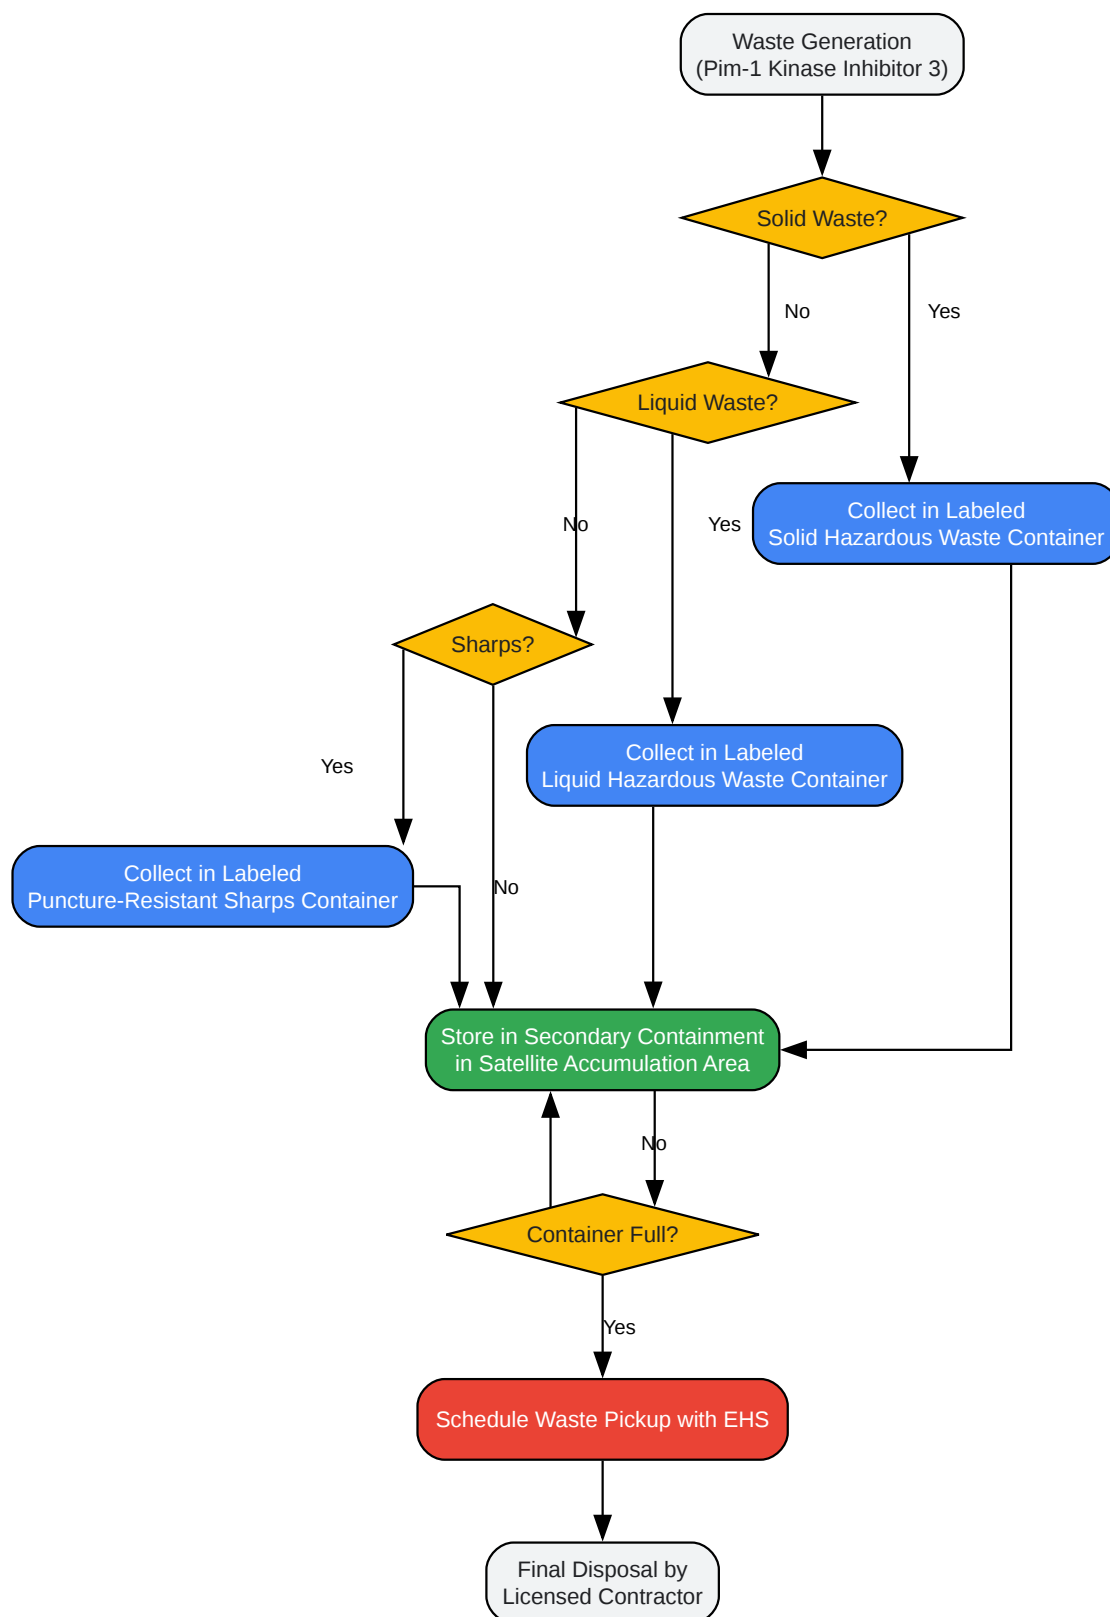 Waste Generation
(Pim-1 Kinase Inhibitor 3)
Solid Waste?
No
Yes
Liquid Waste?
No
Yes
Collect in Labeled
Solid Hazardous Waste Container
Sharps?
Yes
No
Collect in Labeled
Liquid Hazardous Waste Container
Collect in Labeled
Puncture-Resistant Sharps Container
Store in Secondary Containment
in Satellite Accumulation Area
No
Container Full?
Yes
Schedule Waste Pickup with EHS
Final Disposal by
Licensed Contractor